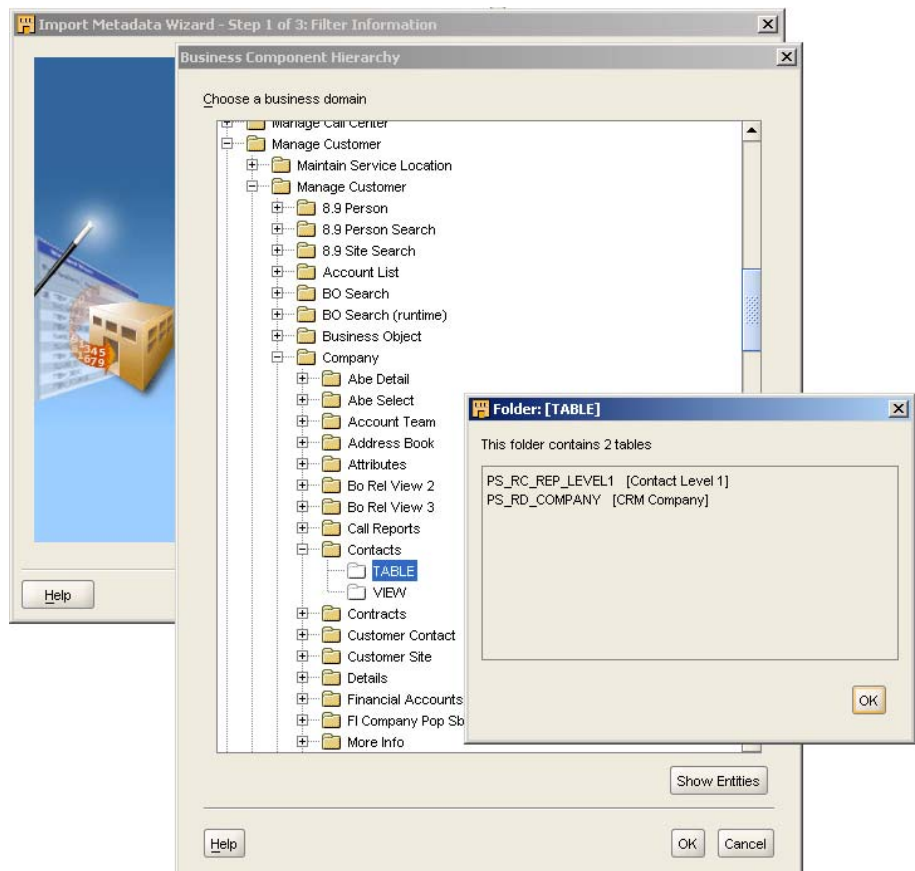 Import Metadata Wizard - Step 1 of 3: Filter Information
Business Component Hierarchy
Choose a business domain
Manage Call Center
Manage Customer
Maintain Service Location
Manage Customer
8.9 Person
8.9 Person Search
8.9 Site Search
Account List
BO Search
BO Search (runtime)
Business Object
Company
Abe Detail
Abe Select
Account Team
Address Book
Attributes
Bo Rel View 2
Bo Rel View 3
Call Reports
Contacts
TABLE
VIEW
Contracts
Customer Contact
Customer Site
Details
Financial Accounts
FI Company Pop Sb
More Info
Folder: [TABLE]
This folder contains 2 tables
PS_RC_REP_LEVEL1 [Contact Level 1]
PS_RD_COMPANY [CRM Company]
OK
Help
Show Entities
Help
OK
Cancel